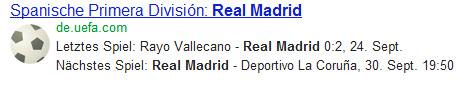 Spanische Primera División: Real Madrid
de.uefa.com
Letztes Spiel: Rayo Vallecano - Real Madrid 0:2, 24. Sept.
Nächstes Spiel: Real Madrid - Deportivo La Coruña, 30. Sept. 19:50